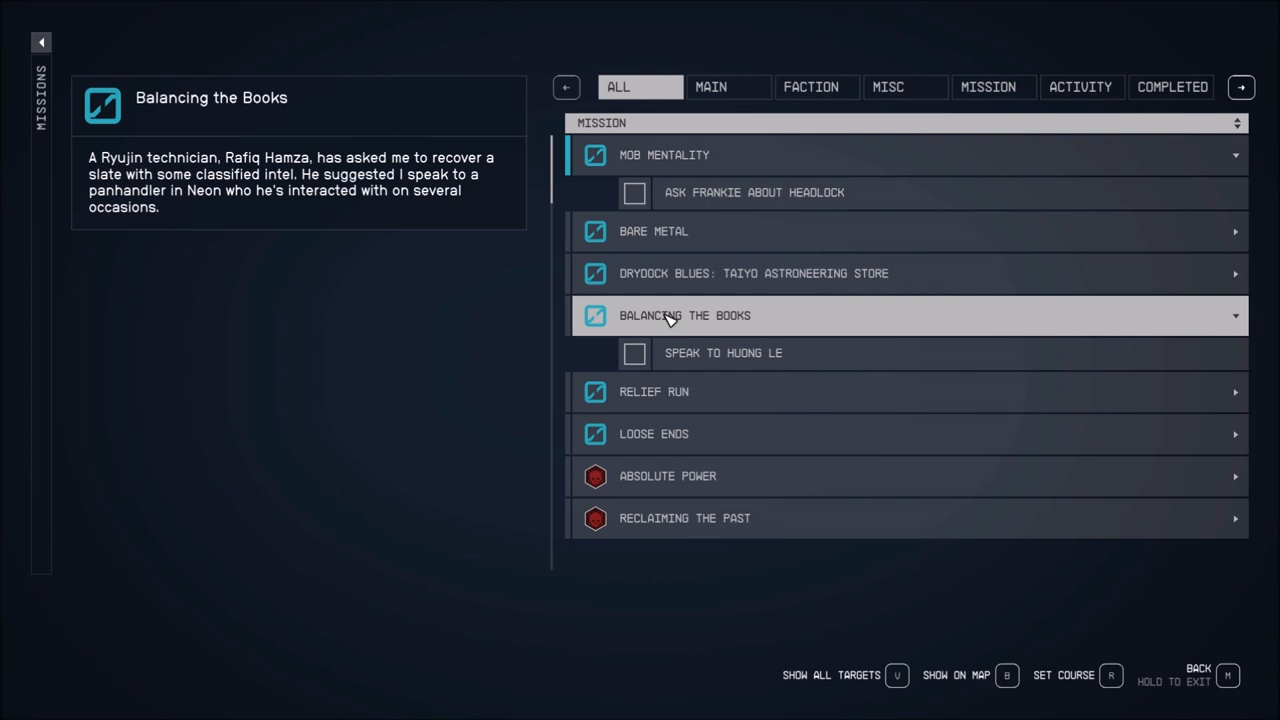 MISSIONS
Balancing the Books
A Ryujin technician, Rafiq Hamza, has asked me to recover a
slate with some classified intel. He suggested I speak to a
panhandler in Neon who he's interacted with on several
occasions.
ALL MAIN FACTION MISC MISSION ACTIVITY COMPLETED
MISSION
MOB MENTALITY
ASK FRANKIE ABOUT HEADLOCK
BARE METAL
DRYDOCK BLUES: TAIYO ASTRONEERING STORE
BALANCING THE BOOKS
SPEAK TO HUONG LE
RELIEF RUN
LOOSE ENDS
ABSOLUTE POWER
RECLAIMING THE PAST
SHOW ALL TARGETS V SHOW ON MAP B SET COURSE R BACK M
HOLD TO EXIT